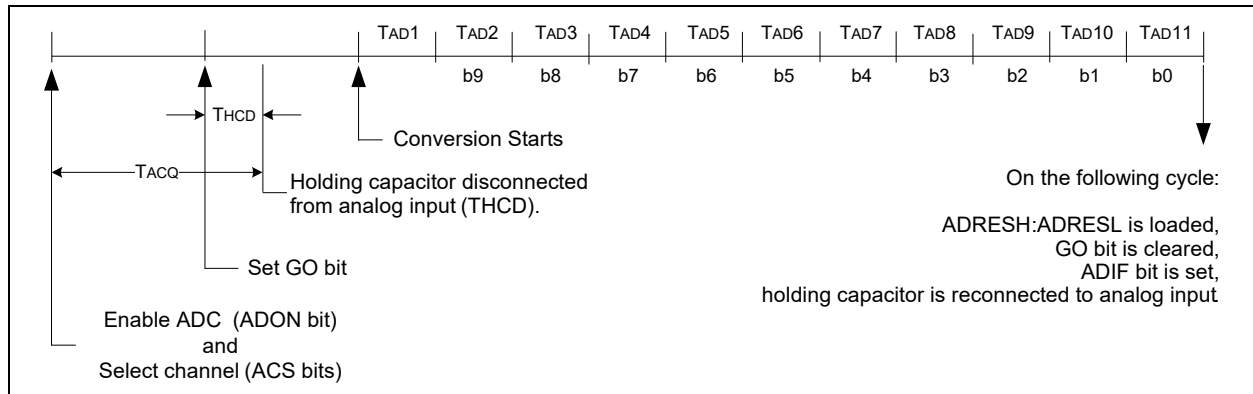 TAD1 TAD2 TAD3 TAD4 TAD5 TAD6 TAD7 TAD8 TAD9 TAD10 TAD11
b9 b8 b7 b6 b5 b4 b3 b2 b1 b0
THCD
Conversion Starts
TACQ
Holding capacitor disconnected
from analog input (THCD).
On the following cycle:
ADRESH:ADRESL is loaded,
GO bit is cleared,
ADIF bit is set,
holding capacitor is reconnected to analog input
Set GO bit
Enable ADC (ADON bit)
and
Select channel (ACS bits)